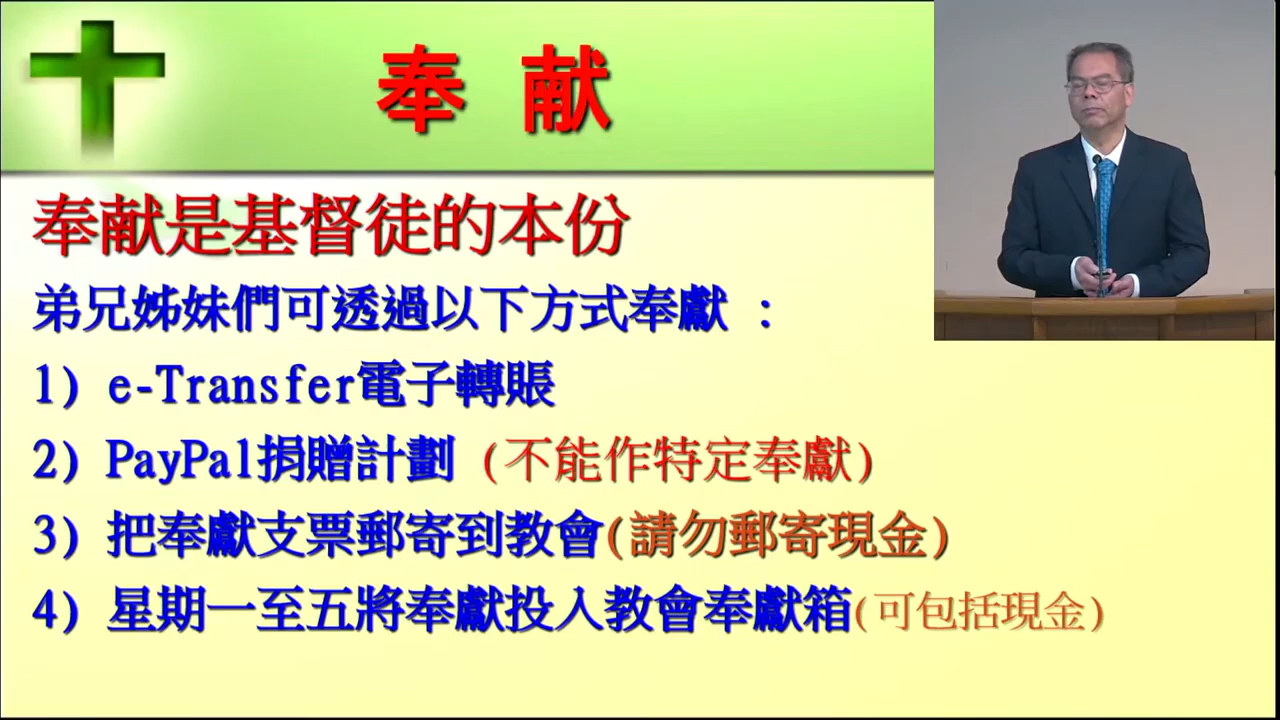 奉 献
奉献是基督徒的本份
弟兄姊妹們可透過以下方式奉獻 :
1) e-Transfer電子轉賬
2) PayPal捐贈計劃 (不能作特定奉獻)
3) 把奉獻支票郵寄到教會(請勿郵寄現金)
4) 星期一至五將奉獻投入教會奉獻箱(可包括現金)